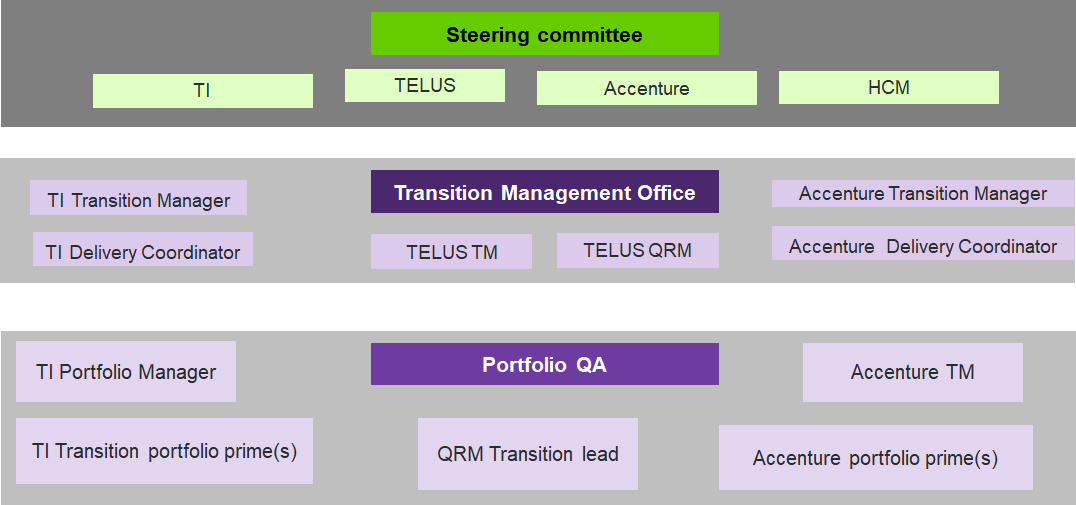 Steering committee
TI
TELUS
Accenture
HCM
TI Transition Manager
Transition Management Office
Accenture Transition Manager
TI Delivery Coordinator
TELUS TM
TELUS QRM
Accenture Delivery Coordinator
TI Portfolio Manager
Portfolio QA
Accenture TM
TI Transition portfolio prime(s)
QRM Transition lead
Accenture portfolio prime(s)